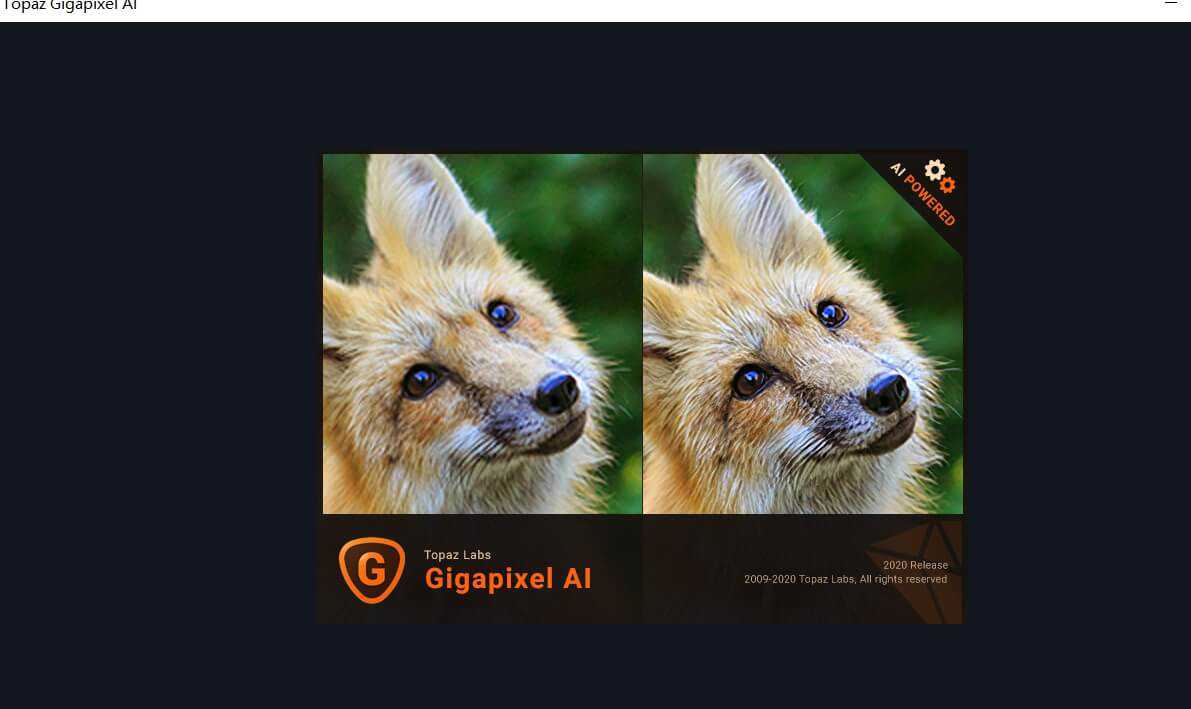 Topaz Gigapixel AI
AI POWERED
G
Topaz Labs
Gigapixel AI
2020 Release
2009-2020 Topaz Labs, All rights reserved